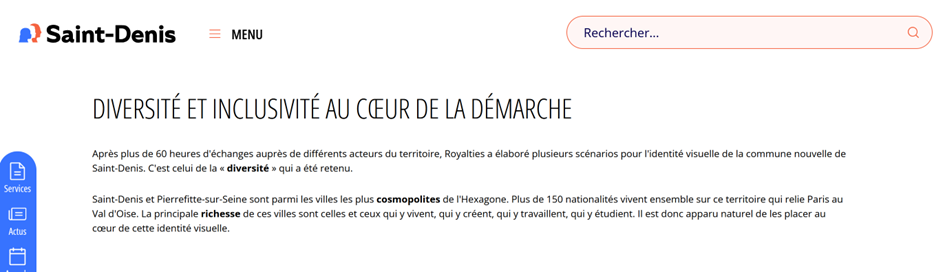 Saint-Denis
MENU
Rechercher...
DIVERSITÉ ET INCLUSIVITÉ AU CŒUR DE LA DÉMARCHE
Après plus de 60 heures d'échanges auprès de différents acteurs du territoire, Royalties a élaboré plusieurs scénarios pour l'identité visuelle de la commune nouvelle de
Saint-Denis. C'est celui de la « diversité » qui a été retenu.
Saint-Denis et Pierrefitte-sur-Seine sont parmi les villes les plus cosmopolites de l'Hexagone. Plus de 150 nationalités vivent ensemble sur ce territoire qui relie Paris au
Val d'Oise. La principale richesse de ces villes sont celles et ceux qui y vivent, qui y créent, qui y travaillent, qui y étudient. Il est donc apparu naturel de les placer au
cœur de cette identité visuelle.
Services
Actus